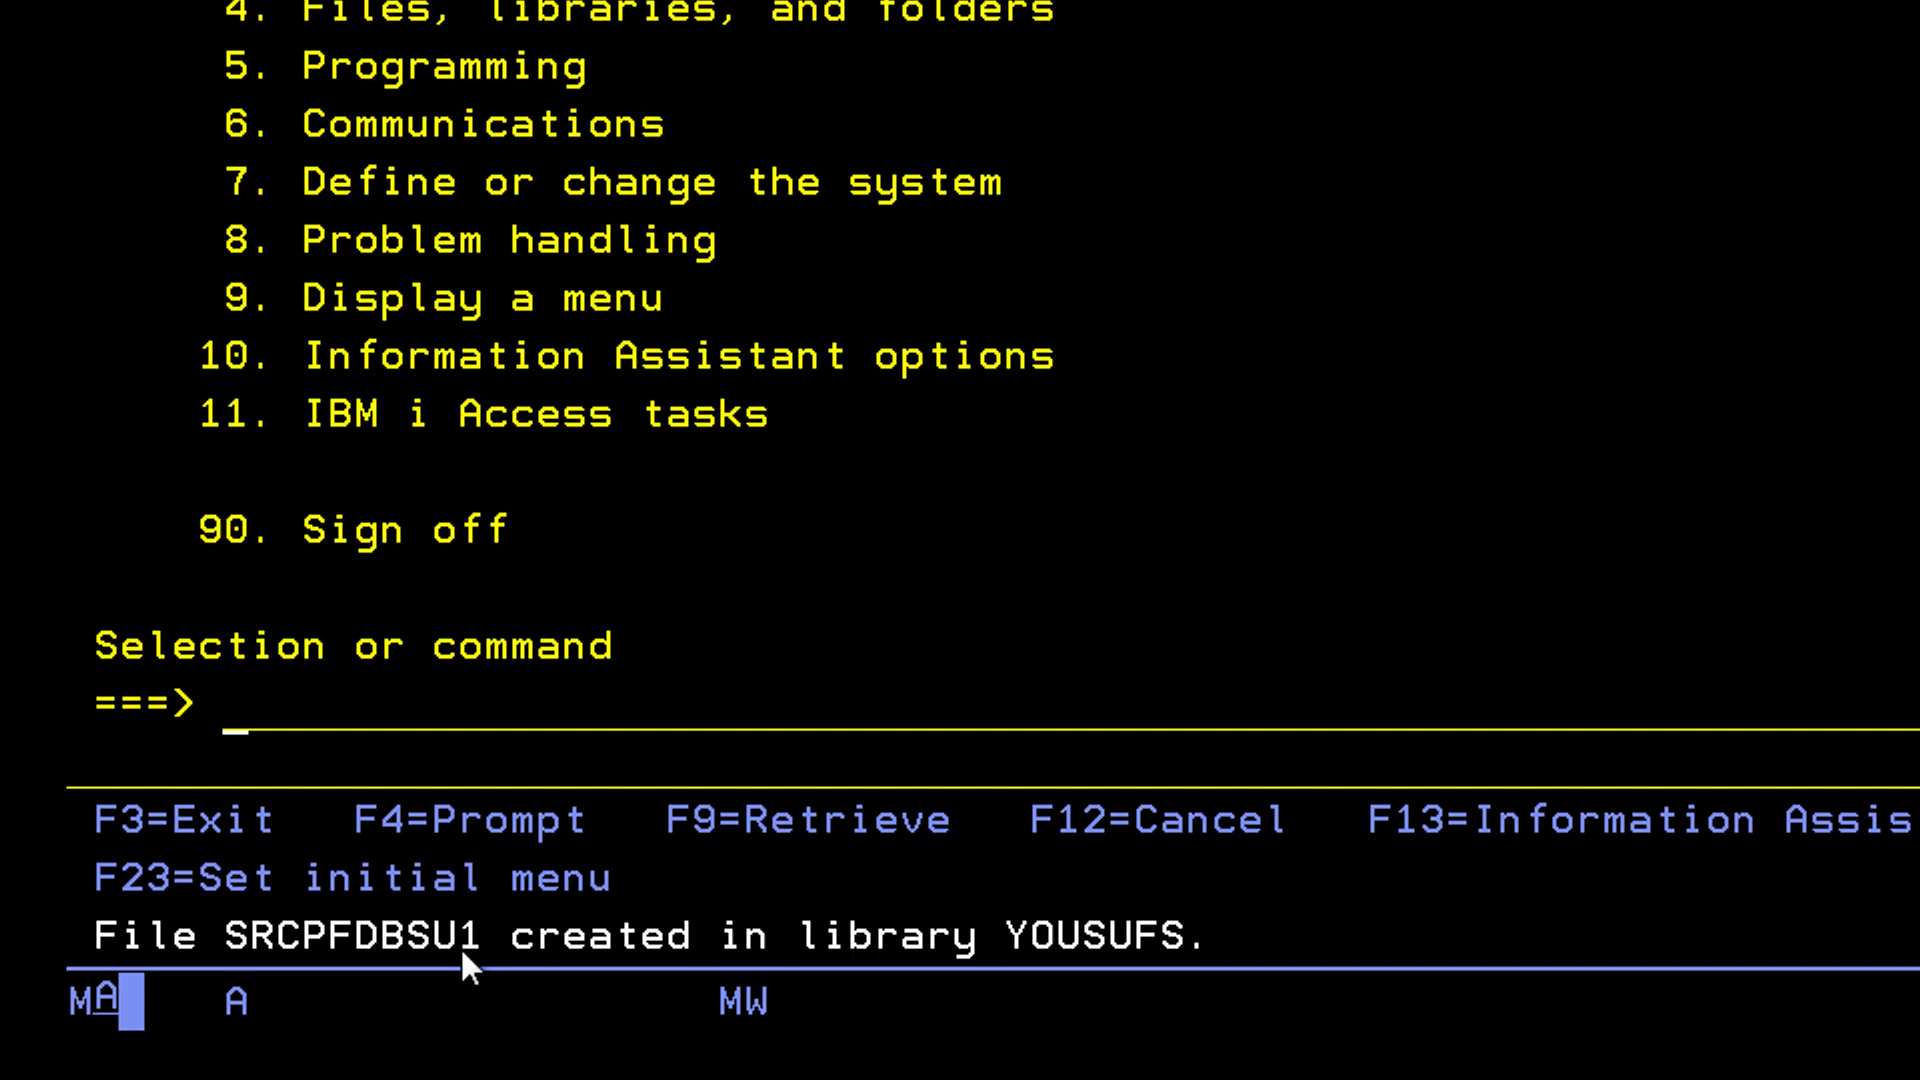 4. Files, libraries, and folders
5. Programming
6. Communications
7. Define or change the system
8. Problem handling
9. Display a menu
10. Information Assistant options
11. IBM i Access tasks
90. Sign off
Selection or command
===>
F3=Exit F4=Prompt F9=Retrieve F12=Cancel F13=Information Assis
F23=Set initial menu
File SRCPFDBSU1 created in library YOUSUFS.
MA A MW